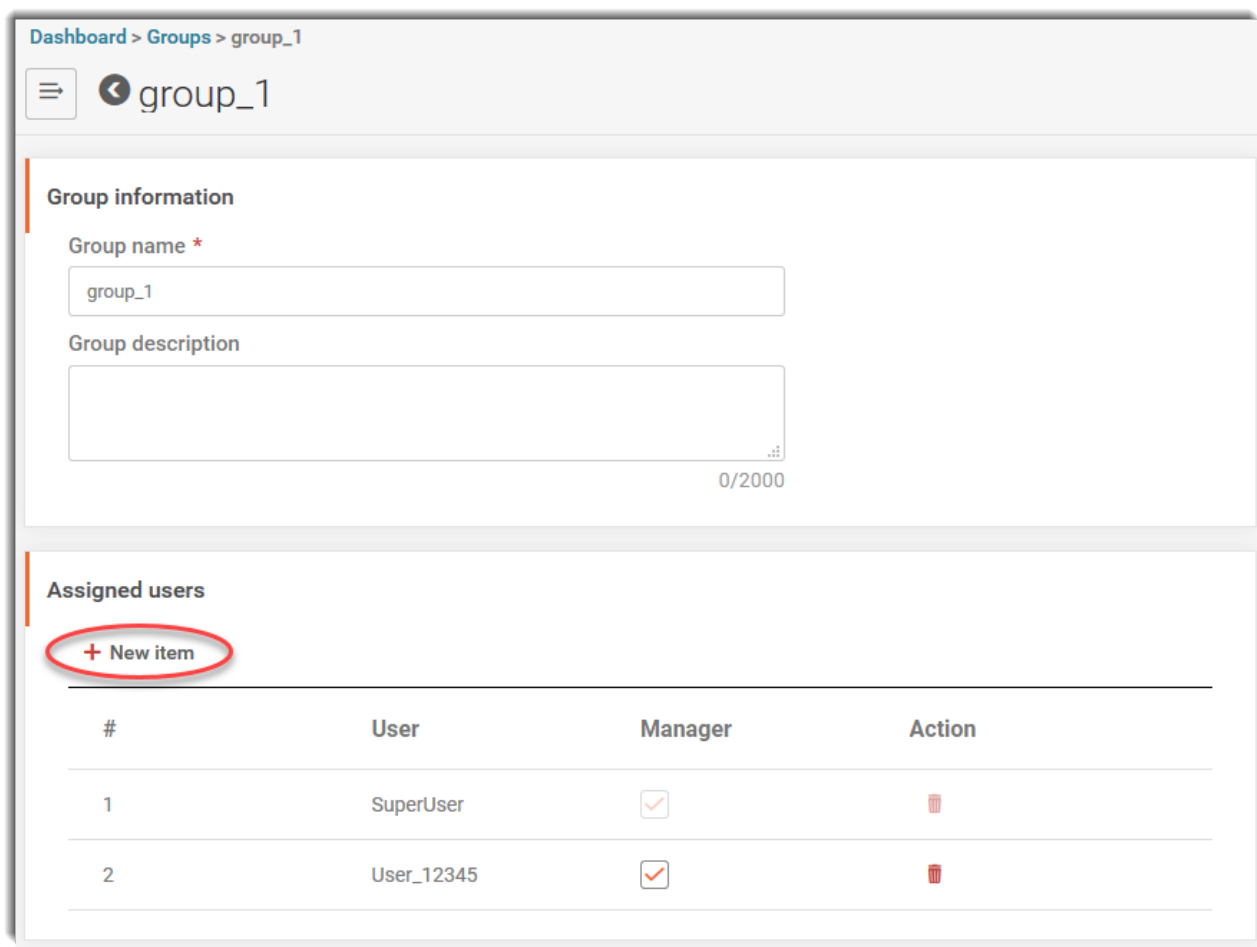 Dashboard > Groups > group_1
group_1
Group information
Group name *
group_1
Group description
0/2000
Assigned users
+ New item
# User Manager Action
1 SuperUser
2 User_12345